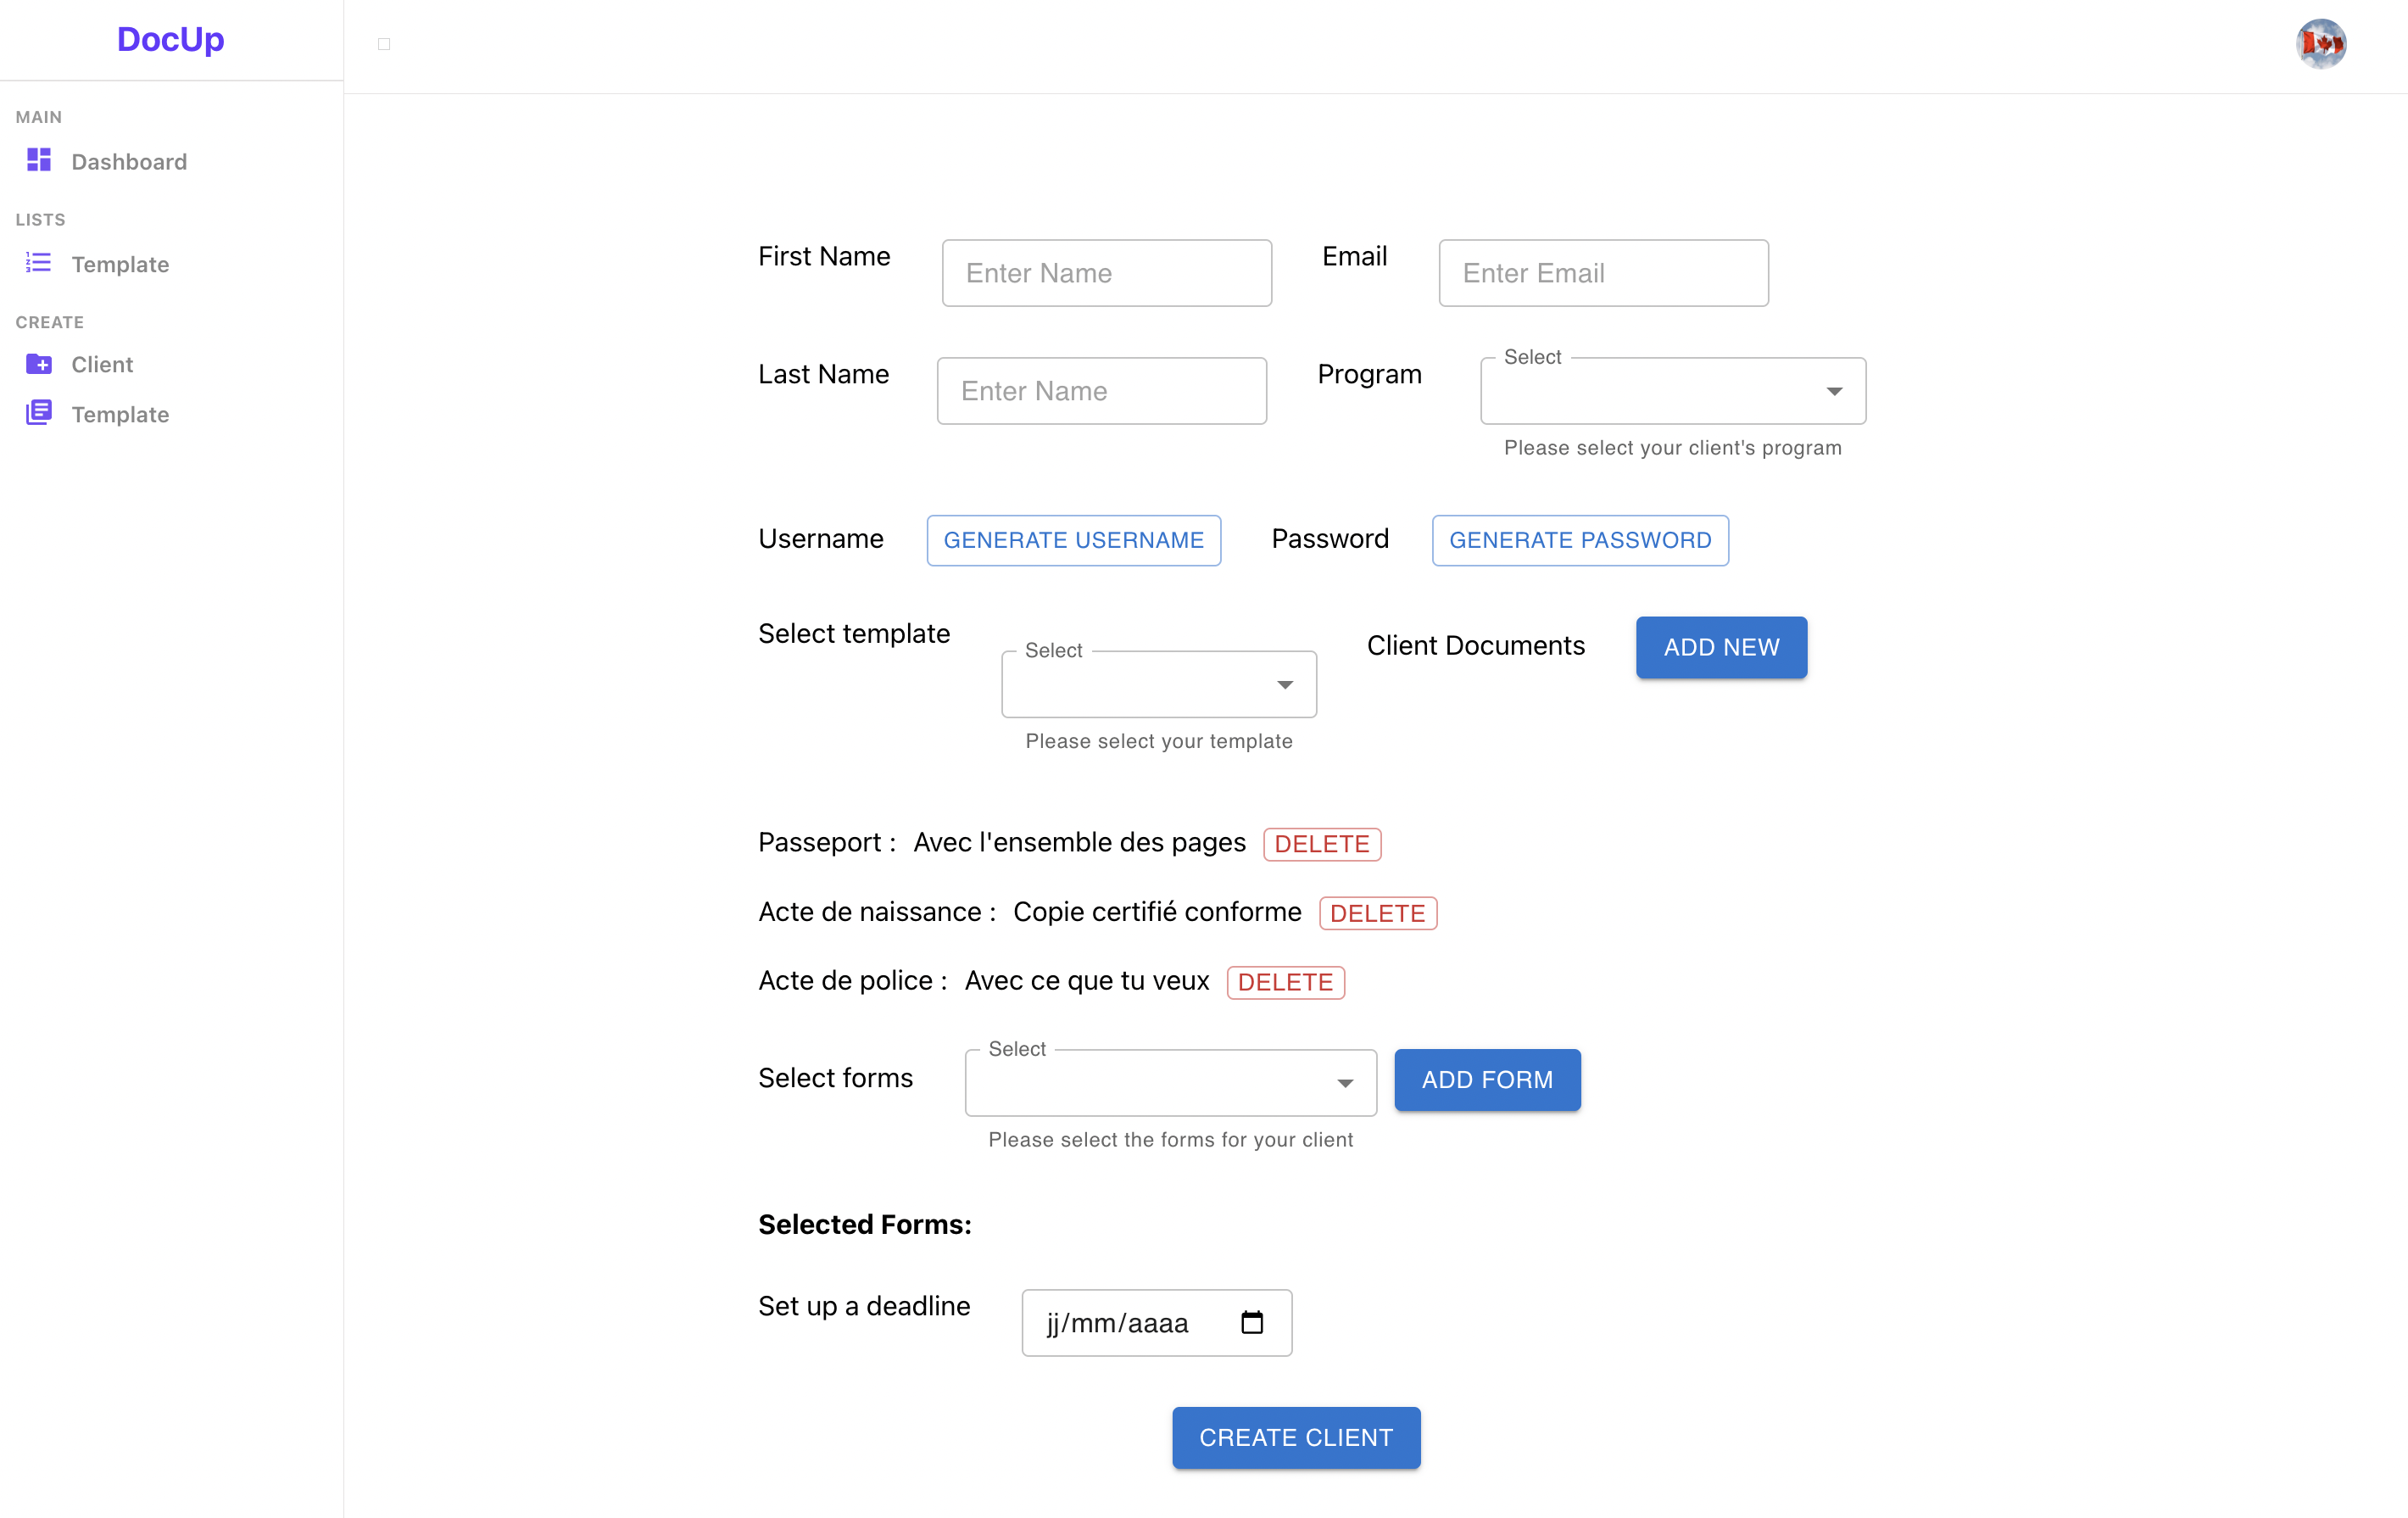 DocUp
MAIN
Dashboard
LISTS
Template
CREATE
Client
Template
First Name Enter Name Email Enter Email
Last Name Enter Name Program Select
Please select your client's program
Username GENERATE USERNAME Password GENERATE PASSWORD
Select template Select Client Documents ADD NEW
Please select your template
Passeport : Avec l'ensemble des pages DELETE
Acte de naissance : Copie certifié conforme DELETE
Acte de police : Avec ce que tu veux DELETE
Select forms Select ADD FORM
Please select the forms for your client
Selected Forms:
Set up a deadline jj/mm/aaaa
CREATE CLIENT